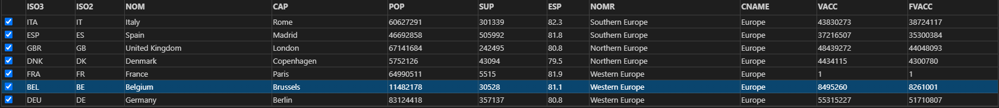 ISO3 ISO2 NOM CAP POP SUP ESP NOMR CNAME VACC FVACC
ITA IT Italy Rome 60627291 301339 82.3 Southern Europe Europe 43830273 38724117
ESP ES Spain Madrid 46692858 505992 81.8 Southern Europe Europe 37216507 35300384
GBR GB United Kingdom London 67141684 242495 80.8 Northern Europe Europe 48439272 44048093
DNK DK Denmark Copenhagen 5752126 43094 79.5 Northern Europe Europe 4434115 4300780
FRA FR France Paris 64990511 5515 81.9 Western Europe Europe 1 1
BEL BE Belgium Brussels 11482178 30528 81.1 Western Europe Europe 8495260 8261001
DEU DE Germany Berlin 83124418 357137 80.8 Western Europe Europe 55315227 51710807